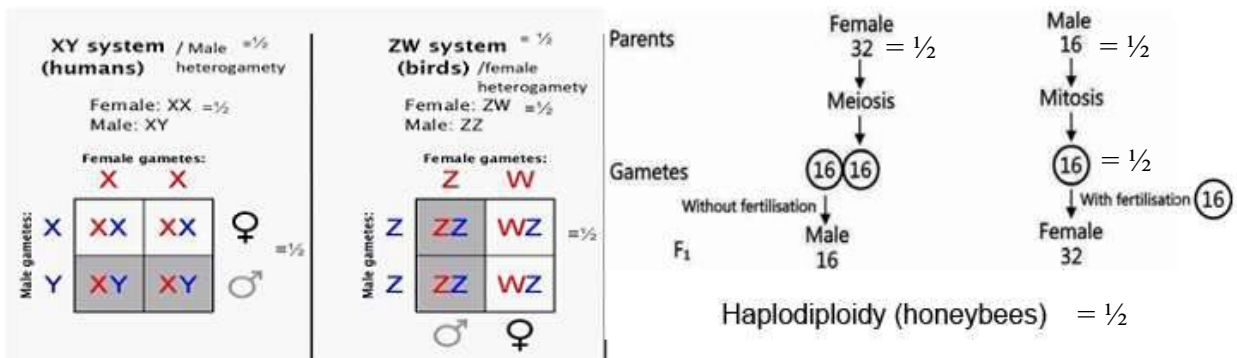 XY system / Male =½
(humans) heterogamety
Female: XX =½
Male: XY
Female gametes:
X X
Male gametes:
X XX XX ♀
=½
Y XY XY ♂
ZW system = ½
(birds) /female
heterogamety
Female: ZW =½
Male: ZZ
Female gametes:
Z W
Male gametes:
Z ZZ WZ
=½
Z ZZ WZ
♂ ♀
Parents Female Male
32 = ½ 16 = ½
Meiosis Mitosis
Gametes 16 16 16 = ½
Without fertilisation With fertilisation 16
F₁ Male Female
16 32
Haplodiploidy (honeybees) = ½